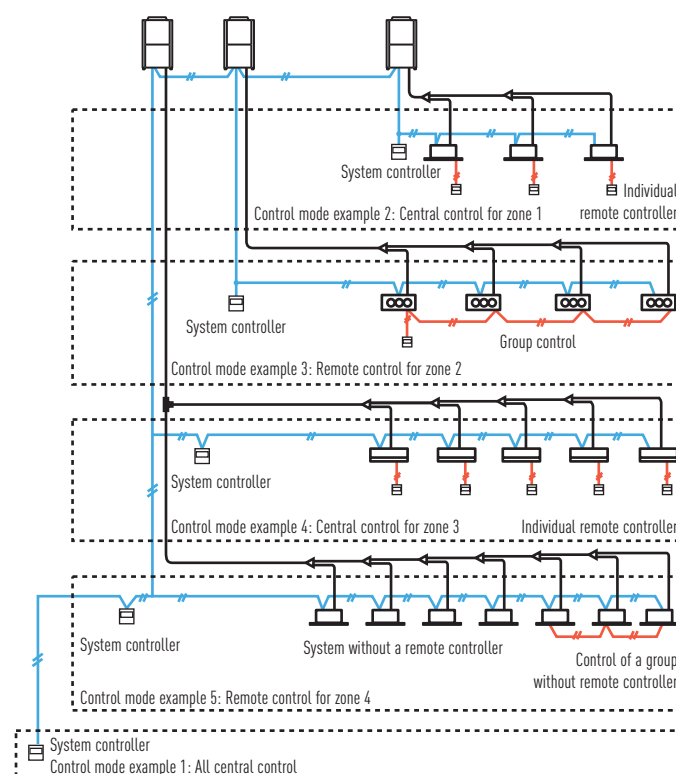 System controller
Individual
remote controller
Control mode example 2: Central control for zone 1
System controller
Group control
Control mode example 3: Remote control for zone 2
System controller
Control mode example 4: Central control for zone 3
Individual remote controller
System controller
System without a remote controller
Control of a group
without remote controller
Control mode example 5: Remote control for zone 4
System controller
Control mode example 1: All central control